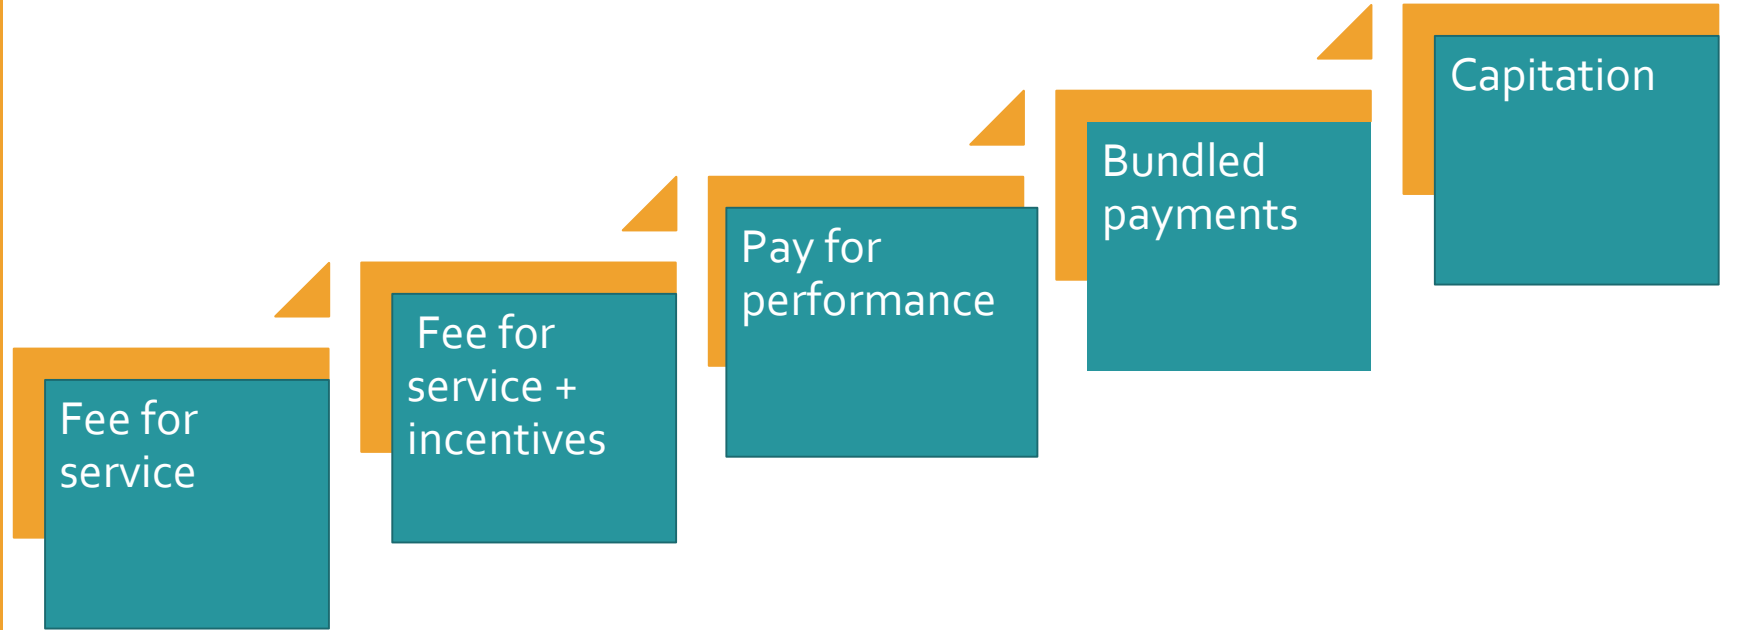 Fee for
service
Fee for
service +
incentives
Pay for
performance
Bundled
payments
Capitation